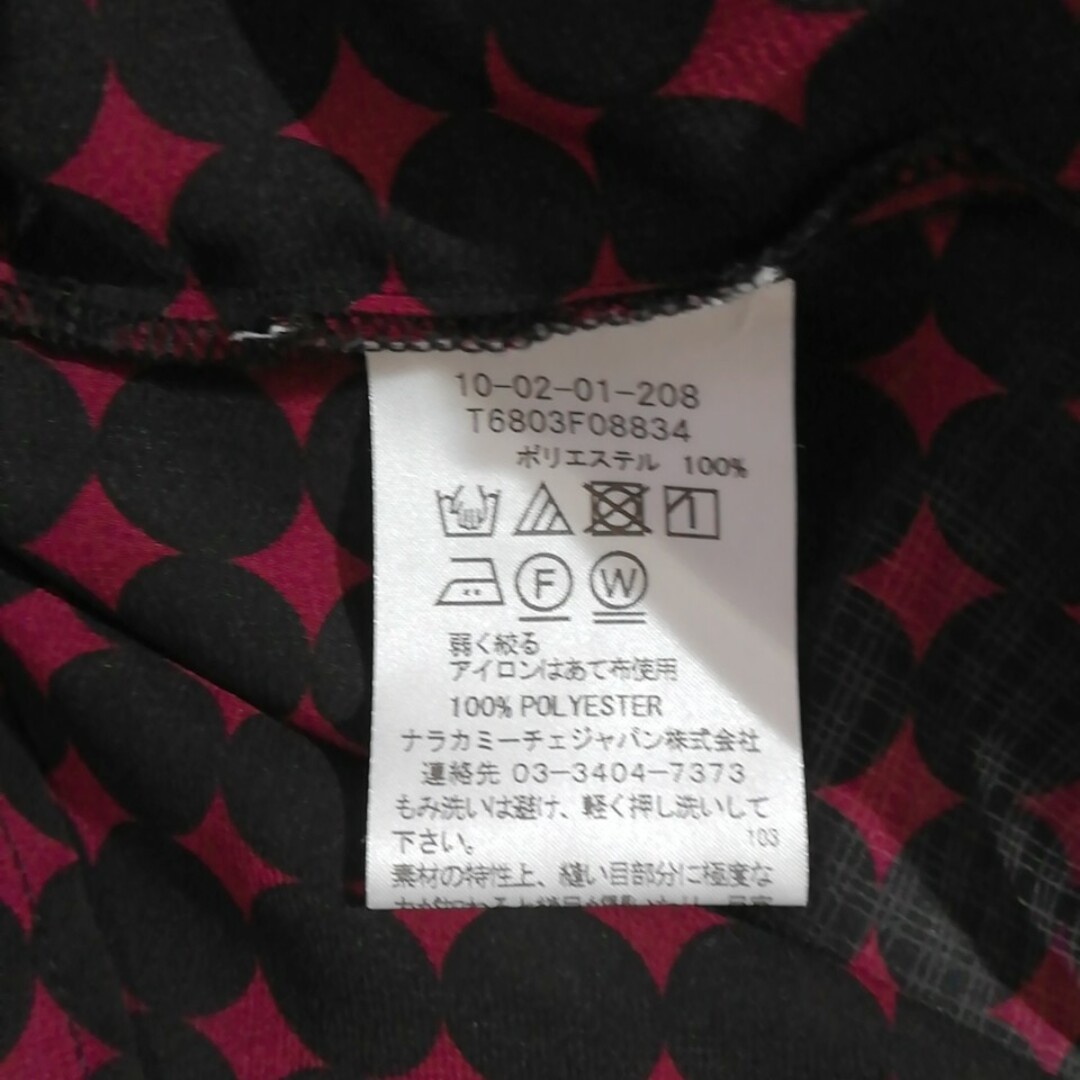 10-02-01-208
T6803F08834
ポリエステル 100%
F W
弱く絞る
アイロンはあて布使用
100% POLYESTER
ナラカミーチェジャパン株式会社
連絡先 03-3404-7373
もみ洗いは避け、軽く押し洗いして
下さい。 103
素材の特性上、縫い目部分に極度な